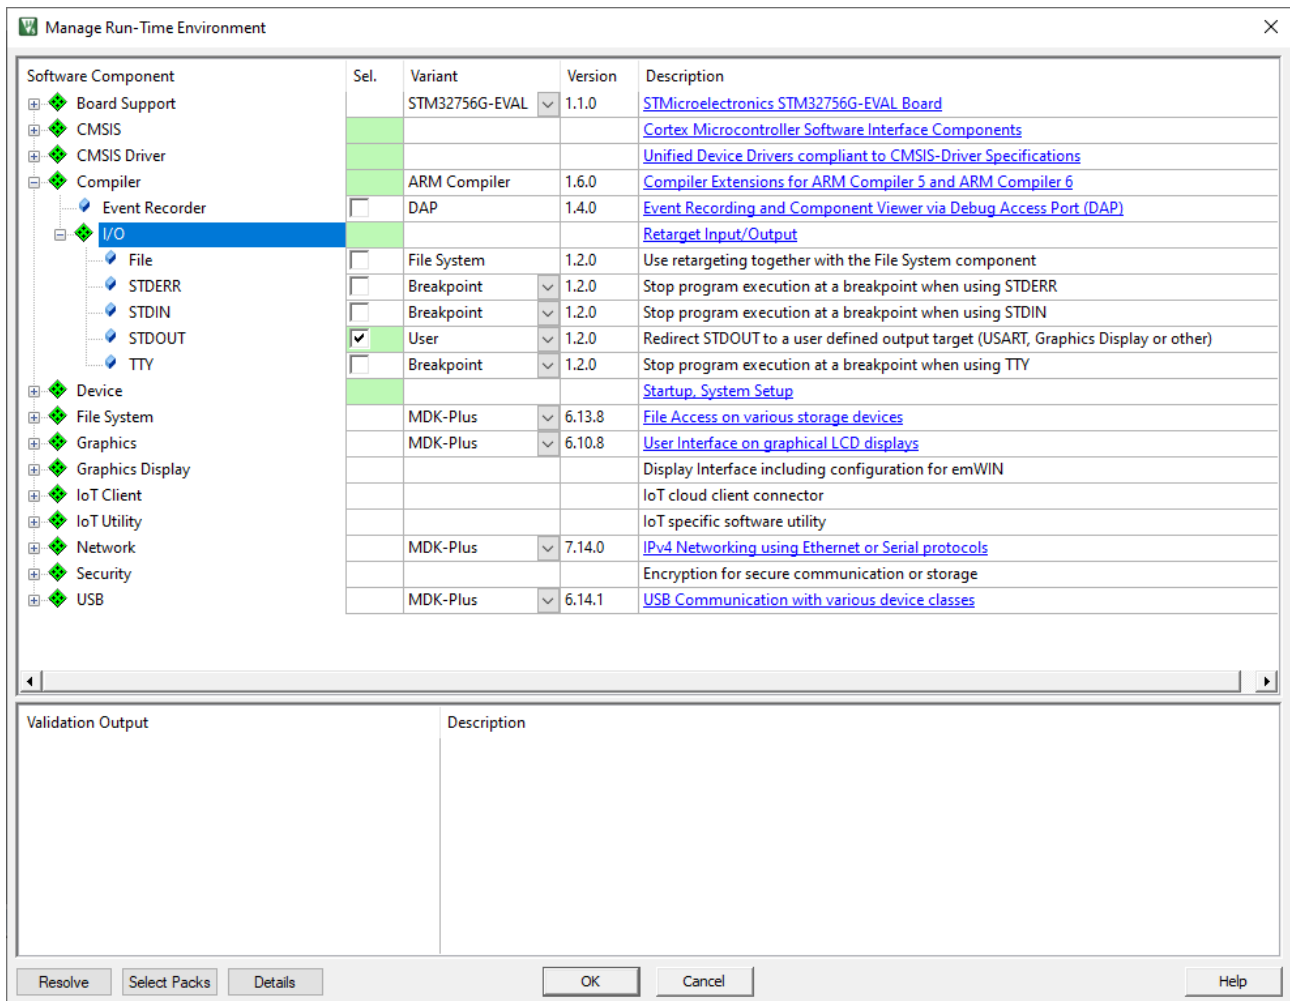 Manage Run-Time Environment
Software Component Sel. Variant Version Description
Board Support STM32756G-EVAL 1.1.0 STMicroelectronics STM32756G-EVAL Board
CMSIS Cortex Microcontroller Software Interface Components
CMSIS Driver Unified Device Drivers compliant to CMSIS-Driver Specifications
Compiler ARM Compiler 1.6.0 Compiler Extensions for ARM Compiler 5 and ARM Compiler 6
Event Recorder DAP 1.4.0 Event Recording and Component Viewer via Debug Access Port (DAP)
I/O Retarget Input/Output
File File System 1.2.0 Use retargeting together with the File System component
STDERR Breakpoint 1.2.0 Stop program execution at a breakpoint when using STDERR
STDIN Breakpoint 1.2.0 Stop program execution at a breakpoint when using STDIN
STDOUT User 1.2.0 Redirect STDOUT to a user defined output target (USART, Graphics Display or other)
TTY Breakpoint 1.2.0 Stop program execution at a breakpoint when using TTY
Device Startup, System Setup
File System MDK-Plus 6.13.8 File Access on various storage devices
Graphics MDK-Plus 6.10.8 User Interface on graphical LCD displays
Graphics Display Display Interface including configuration for emWIN
IoT Client IoT cloud client connector
IoT Utility IoT specific software utility
Network MDK-Plus 7.14.0 IPv4 Networking using Ethernet or Serial protocols
Security Encryption for secure communication or storage
USB MDK-Plus 6.14.1 USB Communication with various device classes
Validation Output Description
Resolve Select Packs Details OK Cancel Help